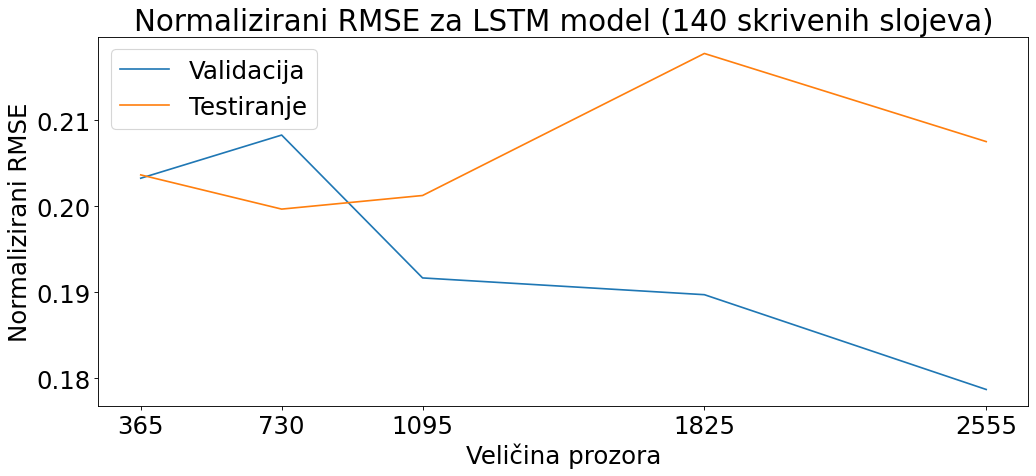 Normalizirani RMSE za LSTM model (140 skrivenih slojeva)
Validacija
Testiranje
Normalizirani RMSE
0.21
0.20
0.19
0.18
365 730 1095 1825 2555
Veličina prozora